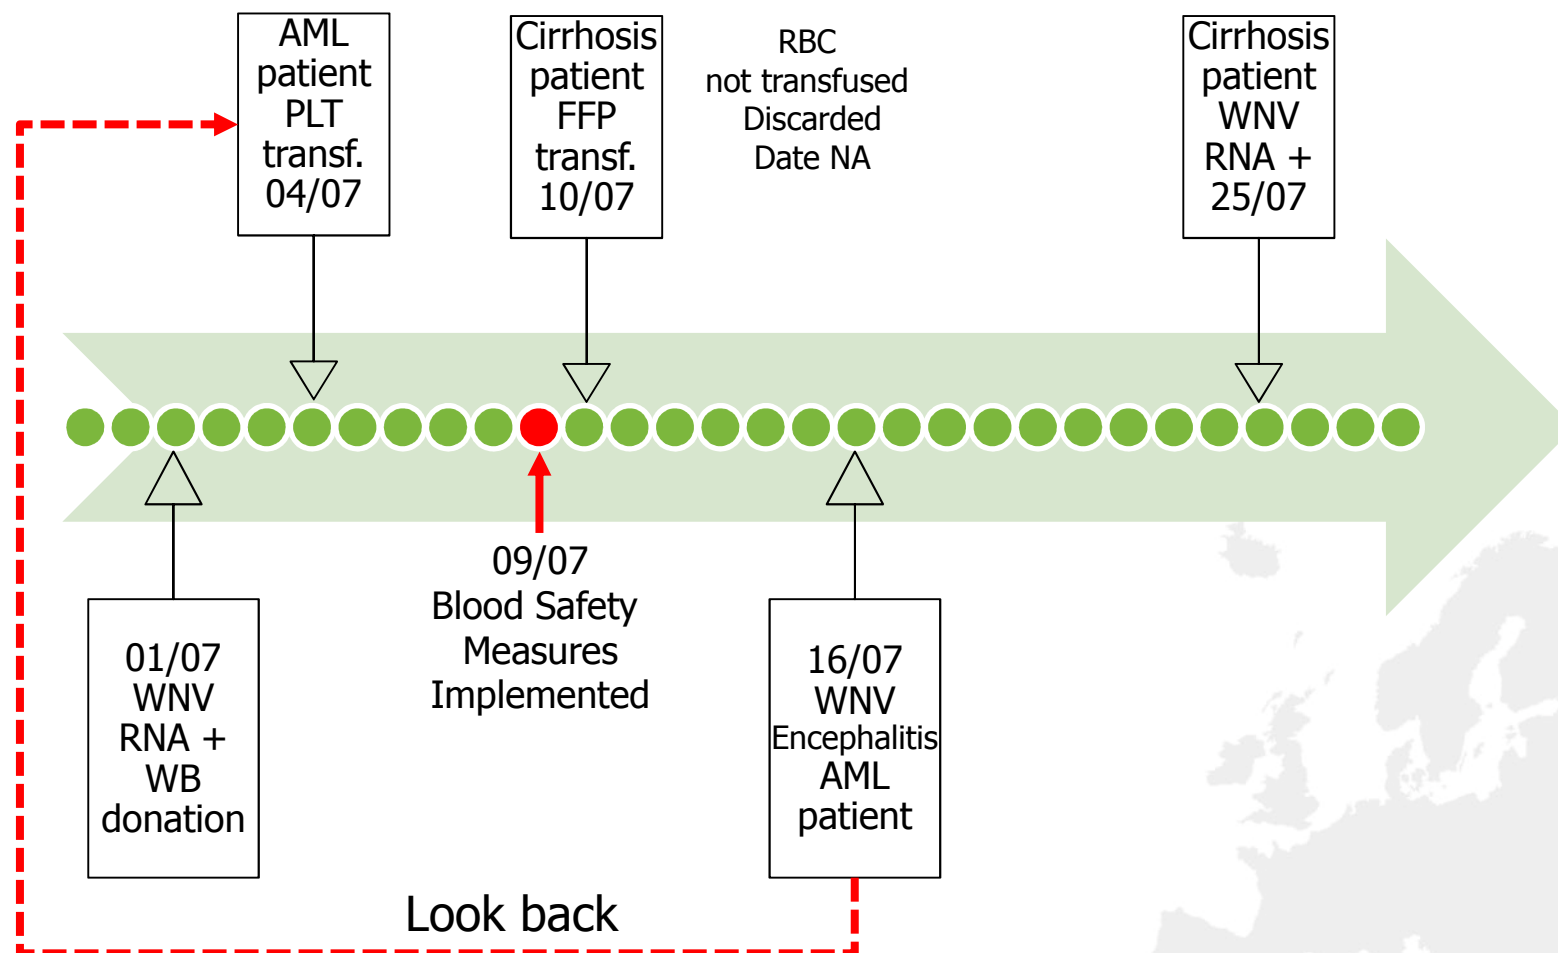 AML
patient
PLT
transf.
04/07
Cirrhosis
patient
FFP
transf.
10/07
RBC
not transfused
Discarded
Date NA
Cirrhosis
patient
WNV
RNA +
25/07
01/07
WNV
RNA +
WB
donation
09/07
Blood Safety
Measures
Implemented
16/07
WNV
Encephalitis
AML
patient
Look back